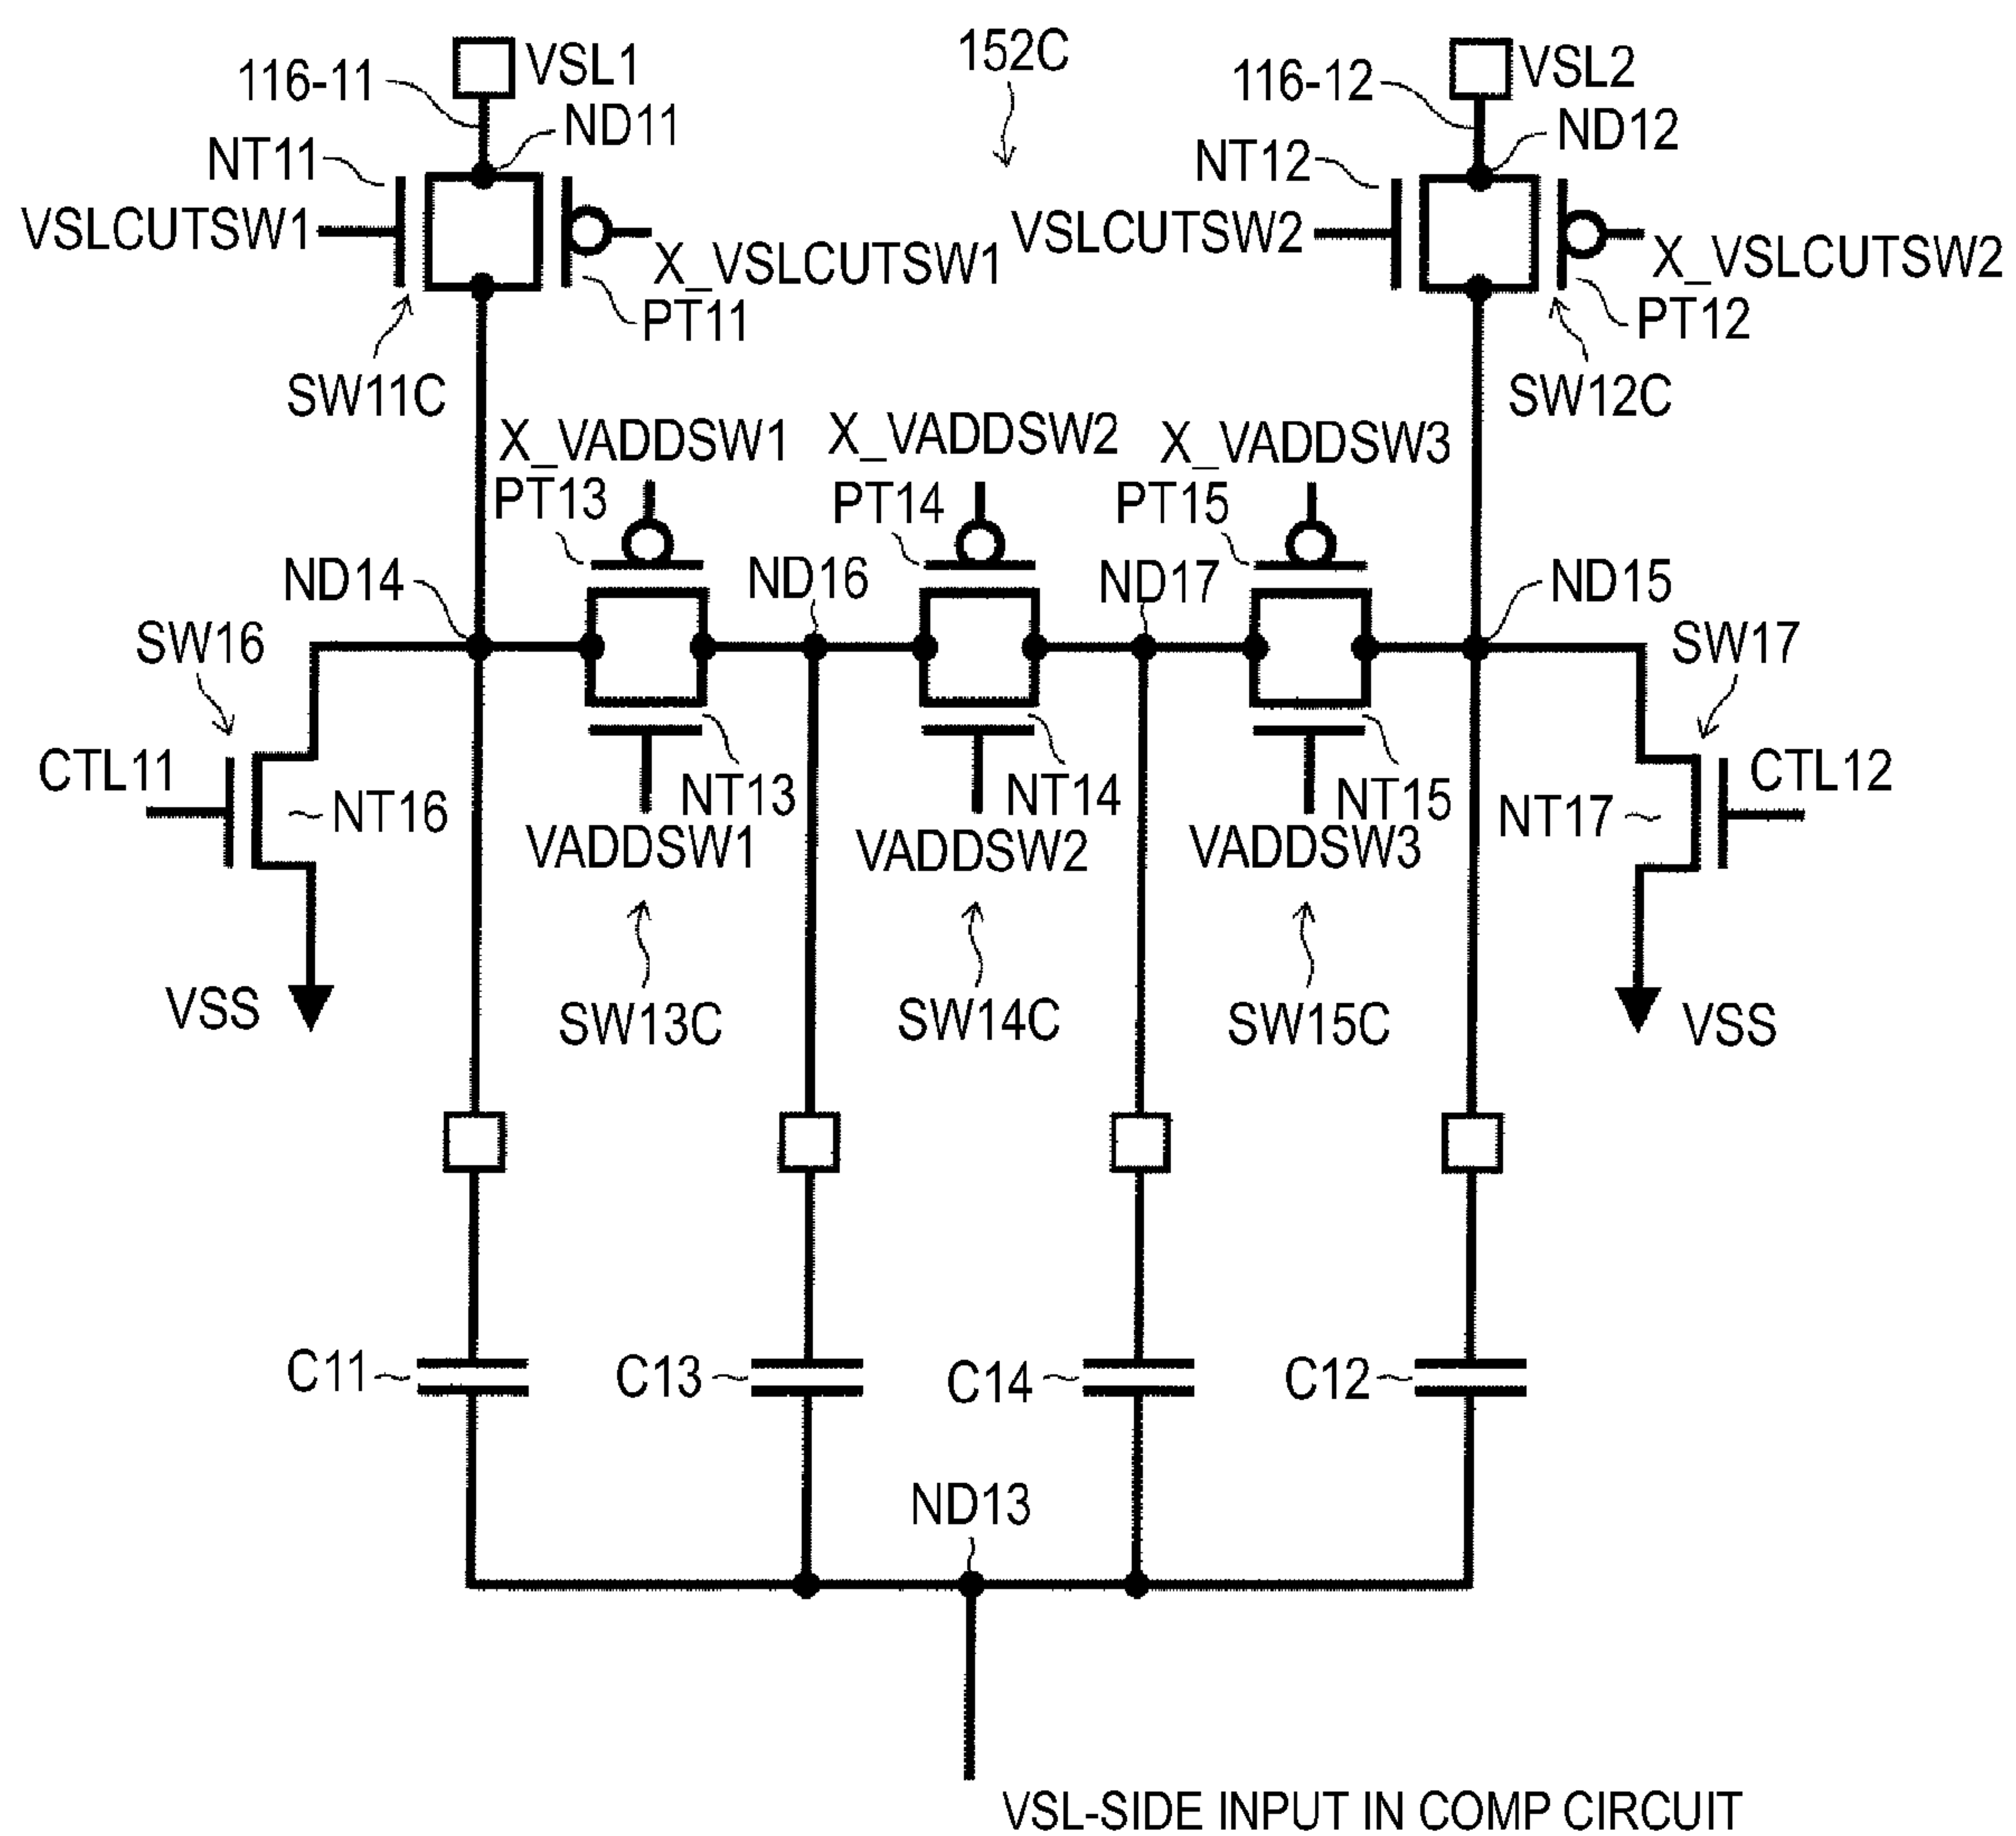 152C
VSL1
VSL2
116-11
116-12
ND11
ND12
NT11
NT12
VSLCUTSW1
X_VSLCUTSW1
VSLCUTSW2
X_VSLCUTSW2
PT11
PT12
SW11C
SW12C
X_VADDSW1
X_VADDSW2
X_VADDSW3
PT13
PT14
PT15
ND14
ND16
ND17
ND15
SW16
SW17
CTL11
CTL12
NT16
NT13
NT14
NT15
NT17
VADDSW1
VADDSW2
VADDSW3
VSS
SW13C
SW14C
SW15C
VSS
C11
C13
C14
C12
ND13
VSL-SIDE INPUT IN COMP CIRCUIT